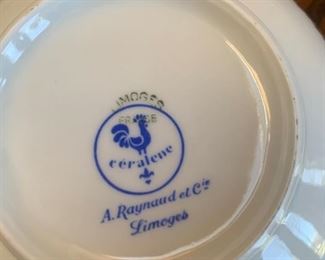 LIMOGES
FRANCE
céralene
A. Raynaud et Cie
Limoges